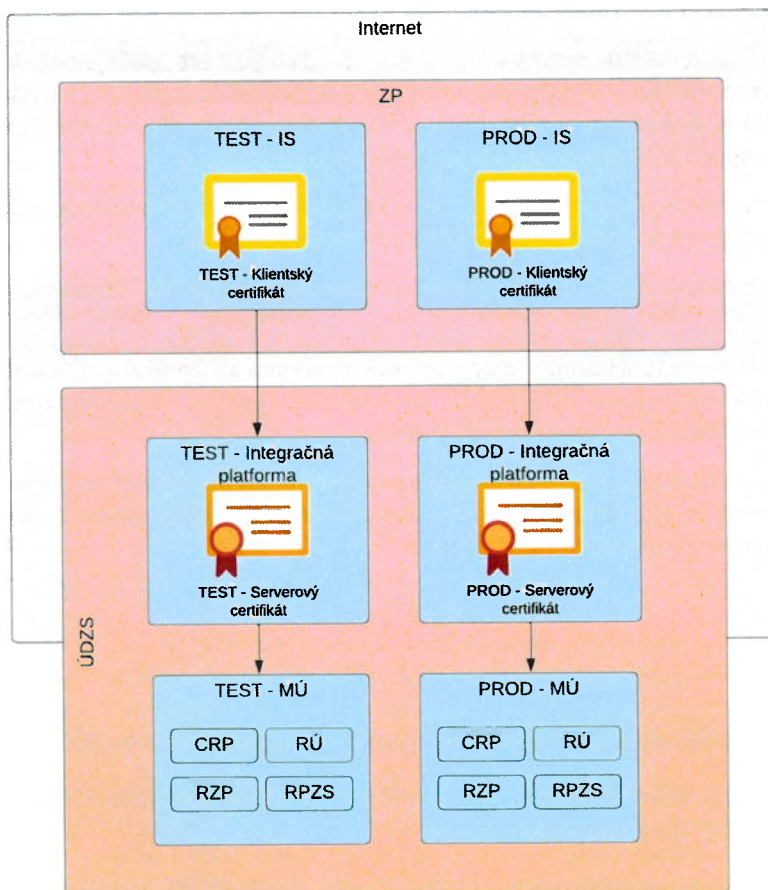 Internet
ZP
TEST - IS
PROD - IS
TEST - Klientský
certifikát
PROD - Klientský
certifikát
TEST - Integračná
platforma
PROD - Integračná
platforma
TEST - Serverový
certifikát
PROD - Serverový
certifikát
ÚDZS
TEST - MÚ
PROD - MÚ
CRP
RÚ
CRP
RÚ
RZP
RPZS
RZP
RPZS